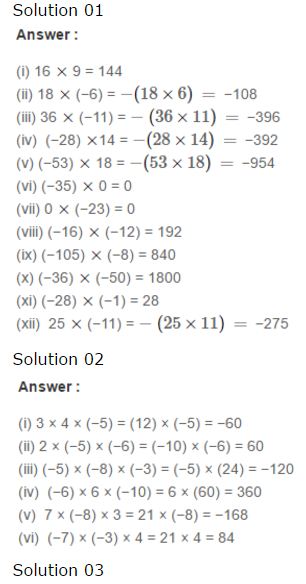 Solution 01
Answer :
(i) 16 × 9 = 144
(ii) 18 × (−6) = −(18 × 6) = −108
(iii) 36 × (−11) = − (36 × 11) = −396
(iv) (−28) ×14 = −(28 × 14) = −392
(v) (−53) × 18 = −(53 × 18) = −954
(vi) (−35) × 0 = 0
(vii) 0 × (−23) = 0
(viii) (−16) × (−12) = 192
(ix) (−105) × (−8) = 840
(x) (−36) × (−50) = 1800
(xi) (−28) × (−1) = 28
(xii) 25 × (−11) = − (25 × 11) = −275
Solution 02
Answer :
(i) 3 × 4 × (−5) = (12) × (−5) = −60
(ii) 2 × (−5) × (−6) = (−10) × (−6) = 60
(iii) (−5) × (−8) × (−3) = (−5) × (24) = −120
(iv) (−6) × 6 × (−10) = 6 × (60) = 360
(v) 7 × (−8) × 3 = 21 × (−8) = −168
(vi) (−7) × (−3) × 4 = 21 × 4 = 84
Solution 03